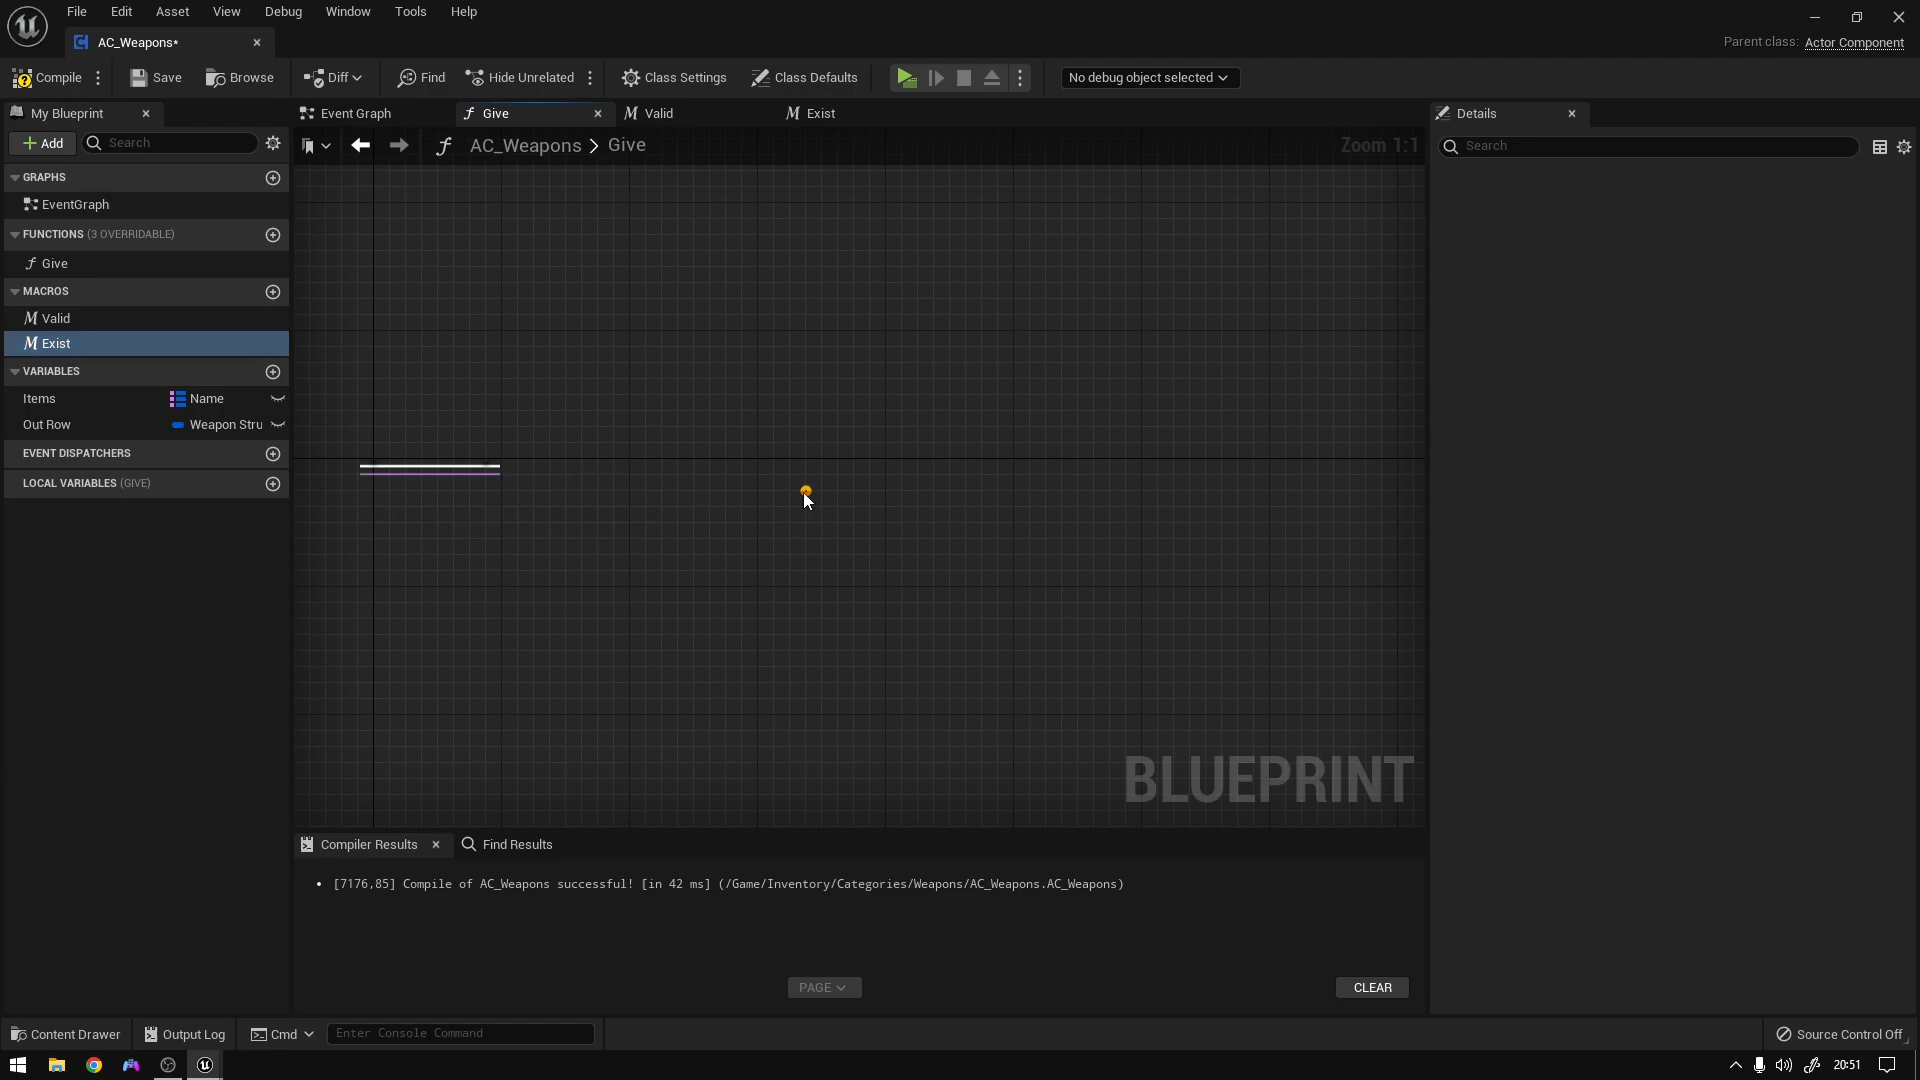 File Edit Asset View Debug Window Tools Help
AC_Weapons*
Parent class: Actor Component
Compile Save Browse Diff Find Hide Unrelated Class Settings Class Defaults No debug object selected
My Blueprint Event Graph Give Valid Exist Details
Add Search AC_Weapons > Give Zoom 1:1 Search
GRAPHS
EventGraph
FUNCTIONS (3 OVERRIDABLE)
Give
MACROS
Valid
Exist
VARIABLES
Items Name
Out Row Weapon Stru
EVENT DISPATCHERS
LOCAL VARIABLES (GIVE)
BLUEPRINT
Compiler Results Find Results
• [7176,85] Compile of AC_Weapons successful! [in 42 ms] (/Game/Inventory/Categories/Weapons/AC_Weapons.AC_Weapons)
PAGE CLEAR
Content Drawer Output Log Cmd Enter Console Command Source Control Off
20:51